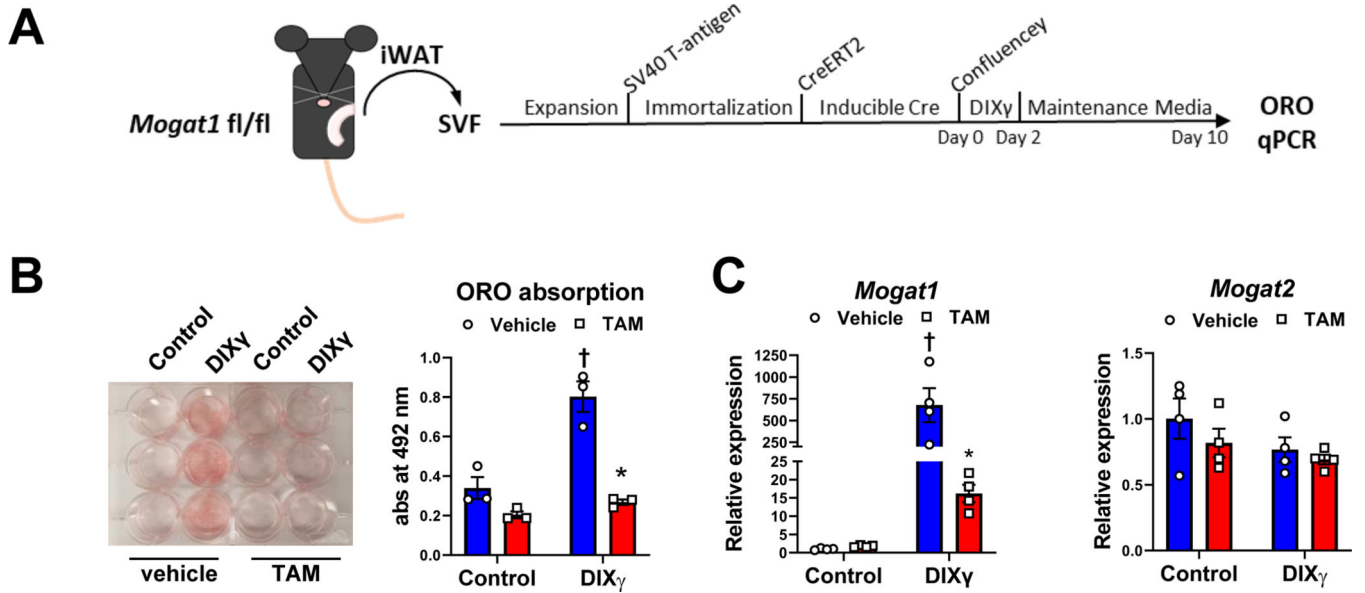 A
Mogat1 fl/fl
iWAT
SVF
Expansion
SV40 T-antigen
Immortalization
CreERT2
Inducible Cre
Confluencey
DIXγ
Maintenance Media
Day 0
Day 2
Day 10
ORO
qPCR
B
Control
DIXγ
Control
DIXγ
vehicle
TAM
ORO absorption
Vehicle
TAM
abs at 492 nm
1.0
0.8
0.6
0.4
0.2
0.0
†
*
Control
DIXγ
C
Mogat1
Vehicle
TAM
Relative expression
1250
1000
750
500
250
25
20
15
10
5
0
†
*
Control
DIXγ
Mogat2
Vehicle
TAM
Relative expression
1.5
1.0
0.5
0.0
Control
DIXγ